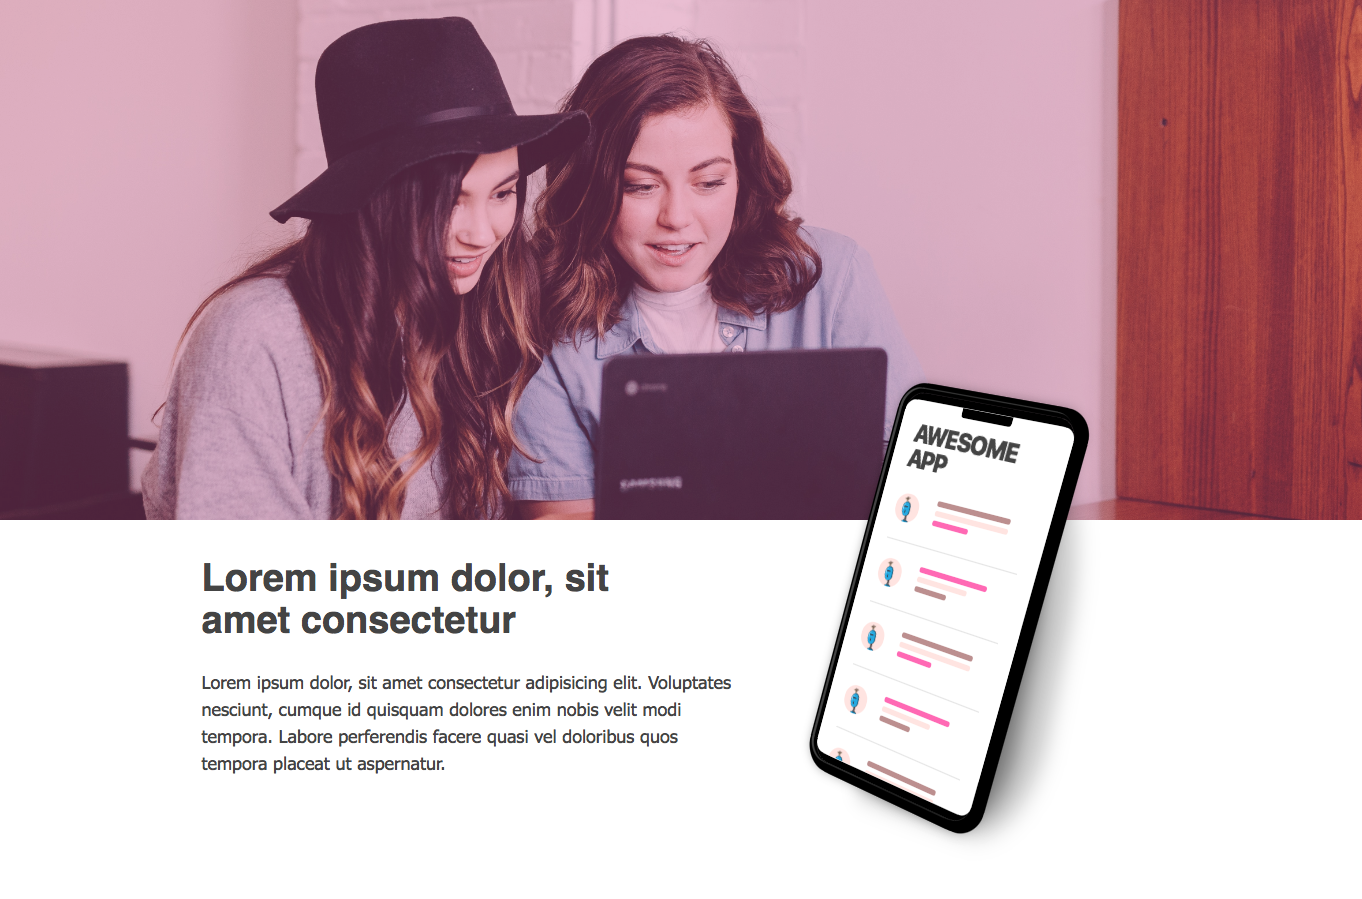 SAMSUNG
AWESOME
APP
Lorem ipsum dolor, sit
amet consectetur
Lorem ipsum dolor, sit amet consectetur adipisicing elit. Voluptates
nesciunt, cumque id quisquam dolores enim nobis velit modi
tempora. Labore perferendis facere quasi vel doloribus quos
tempora placeat ut aspernatur.